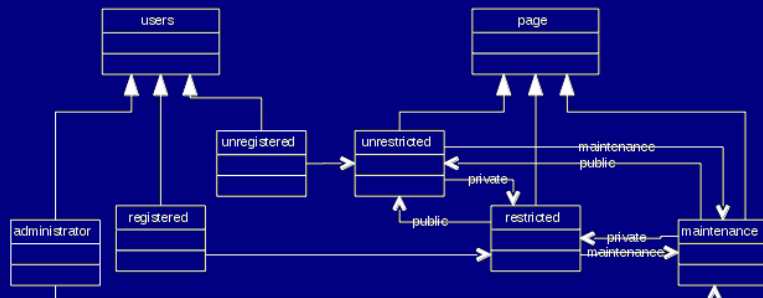 users
page
unregistered
unrestricted
maintenance
public
private
registered
public
restricted
administrator
private
maintenance
maintenance